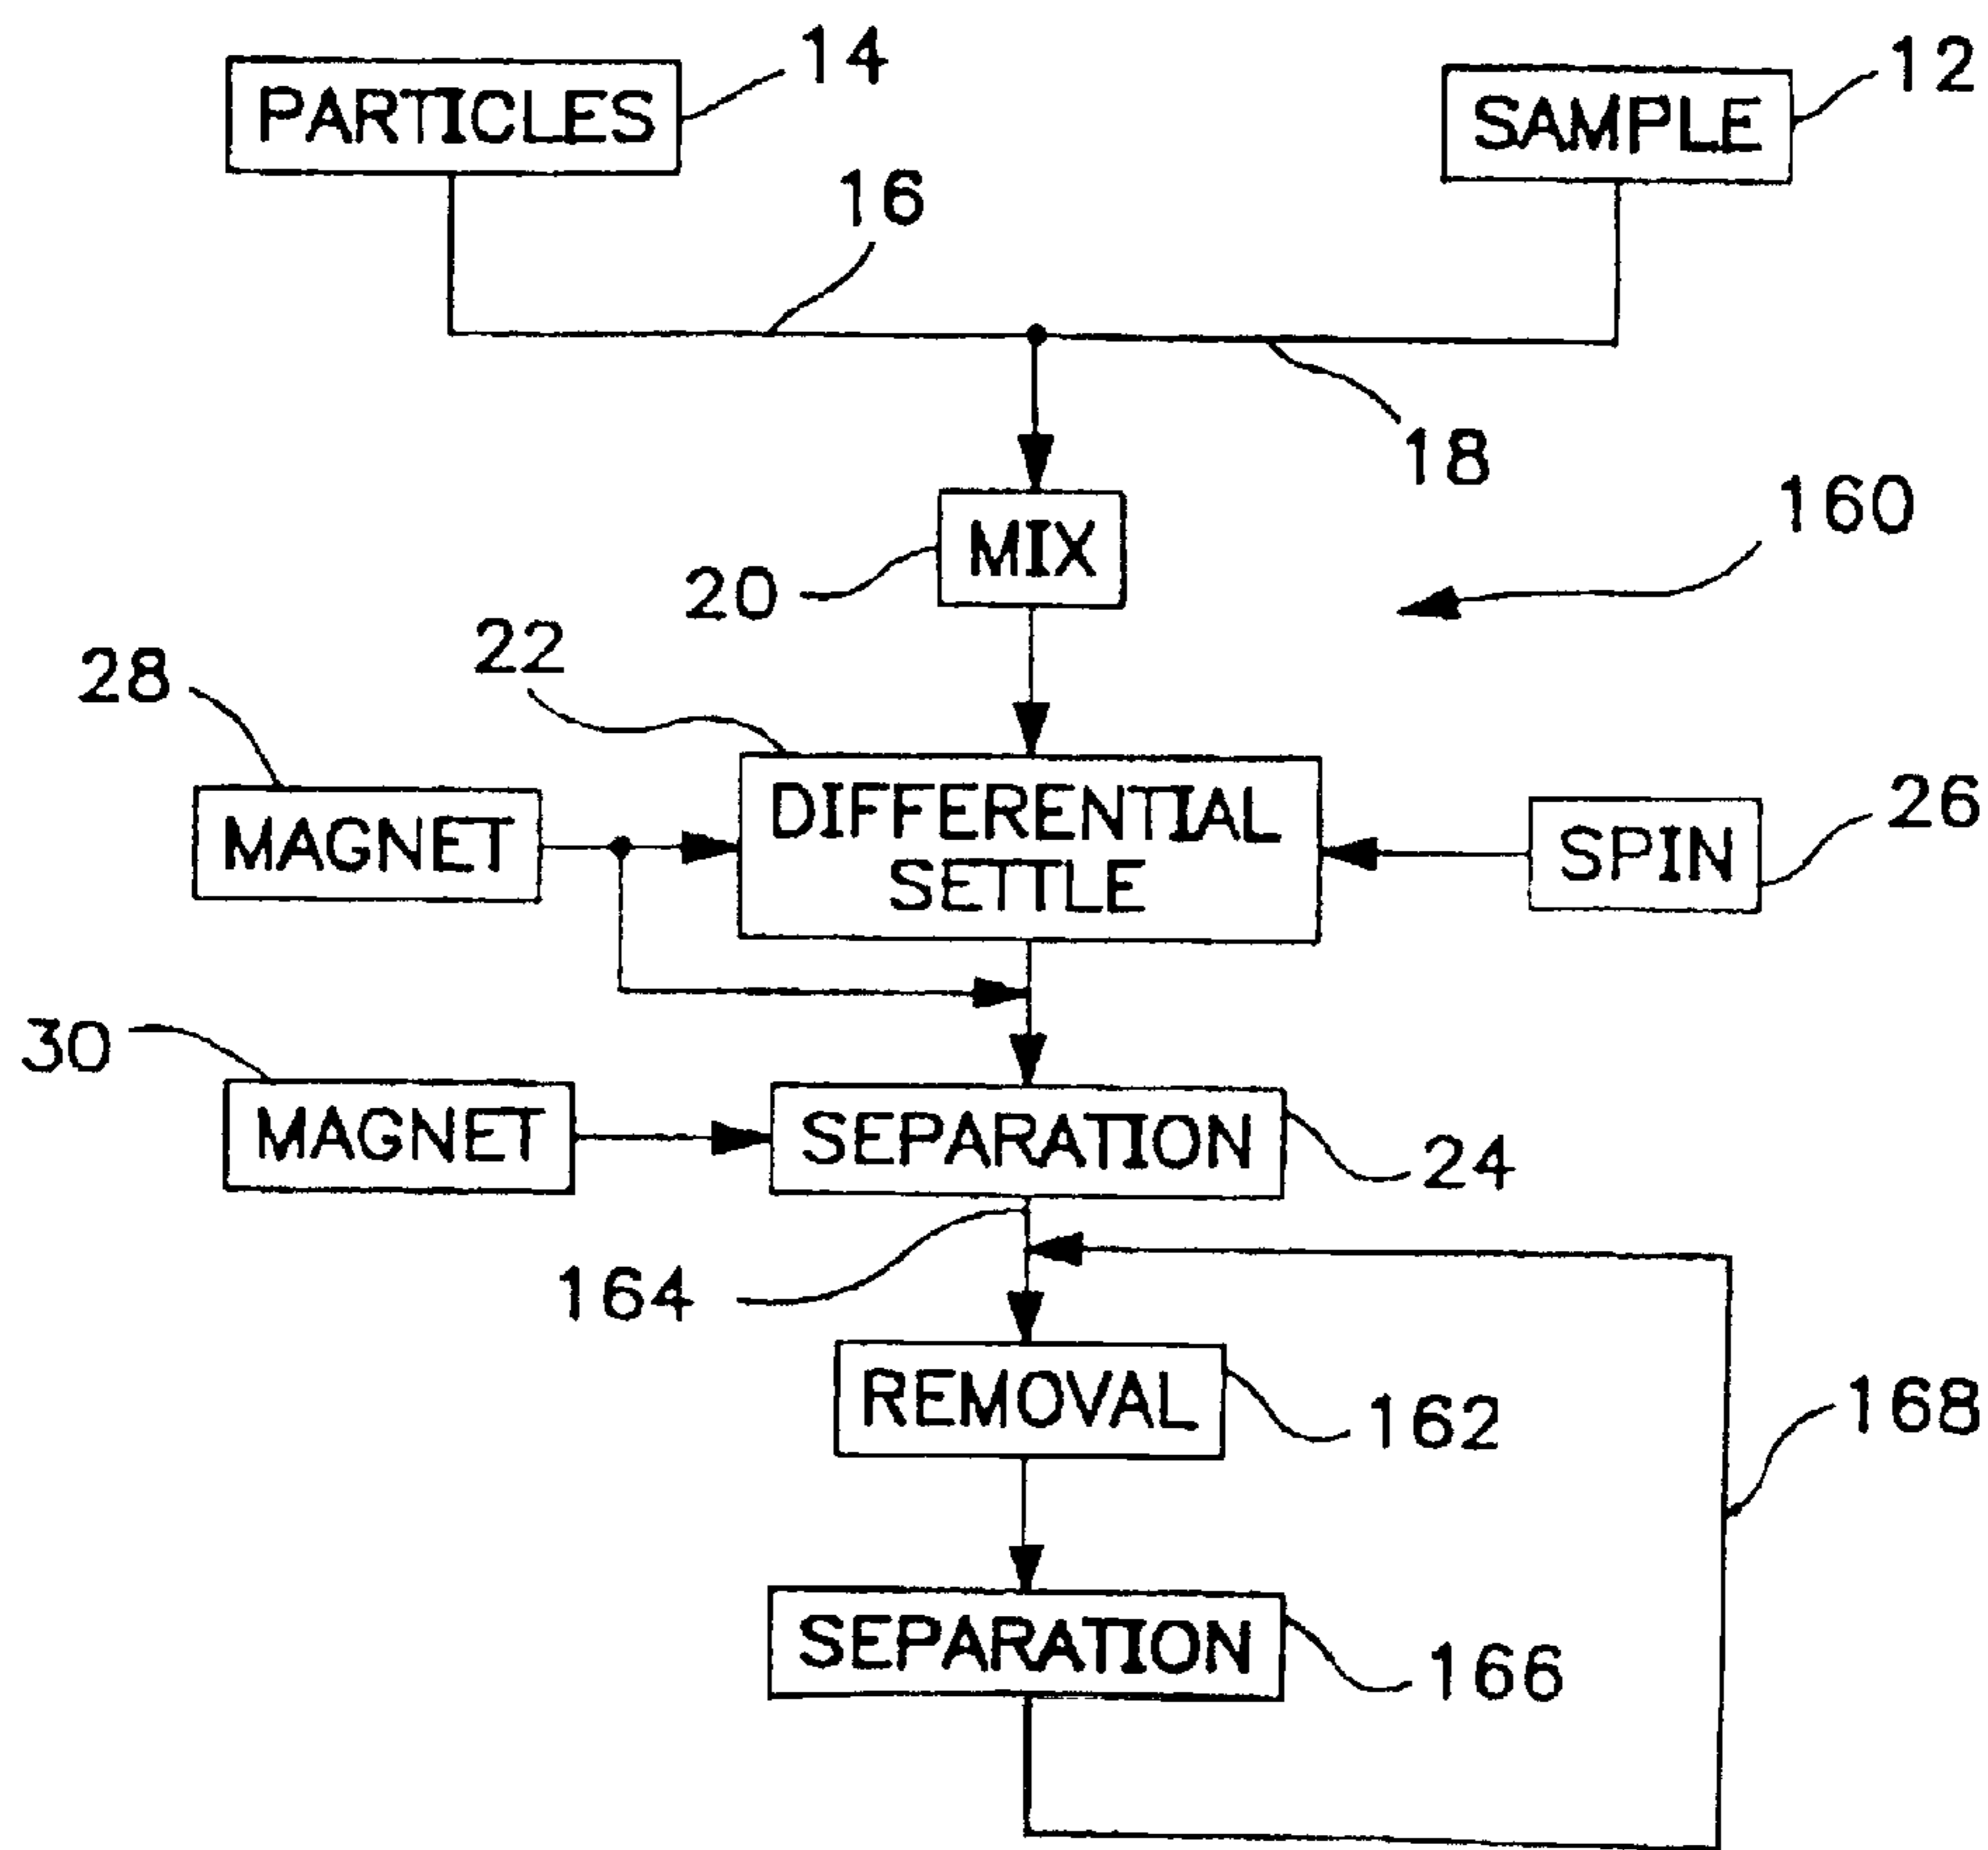 14
12
PARTICLES
SAMPLE
16
18
160
MIX
20
22
28
DIFFERENTIAL
SETTLE
MAGNET
SPIN
26
30
MAGNET
SEPARATION
24
164
REMOVAL
162
168
SEPARATION
166